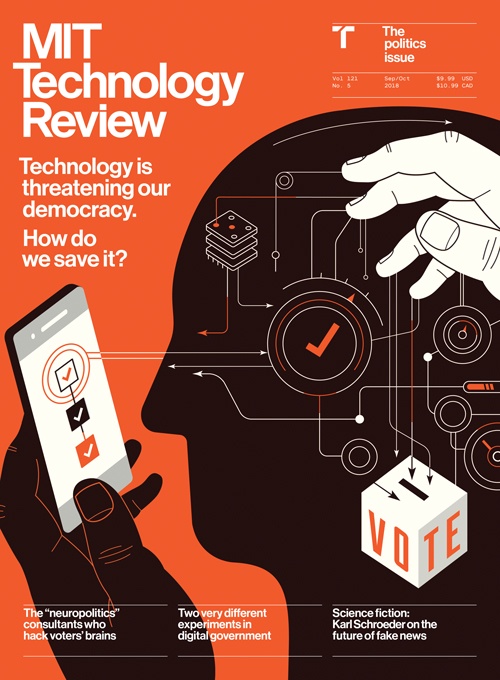 MIT
Technology
Review
The
politics
issue
Vol 121
No. 5
Sep/Oct
2018
$9.99 USD
$10.99 CAD
Technology is
threatening our
democracy.
How do
we save it?
VOTE
The “neuropolitics”
consultants who
hack voters’ brains
Two very different
experiments in
digital government
Science fiction:
Karl Schroeder on the
future of fake news